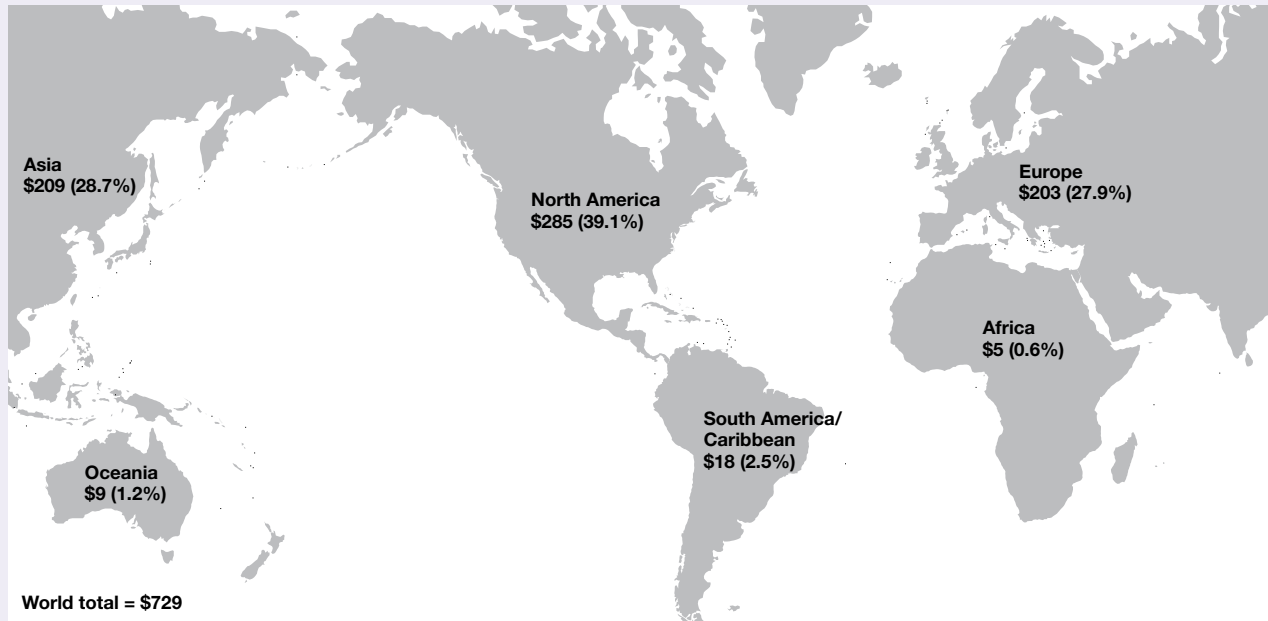 Asia
$209 (28.7%)
North America
$285 (39.1%)
Europe
$203 (27.9%)
Africa
$5 (0.6%)
South America/
Caribbean
$18 (2.5%)
Oceania
$9 (1.2%)
World total = $729